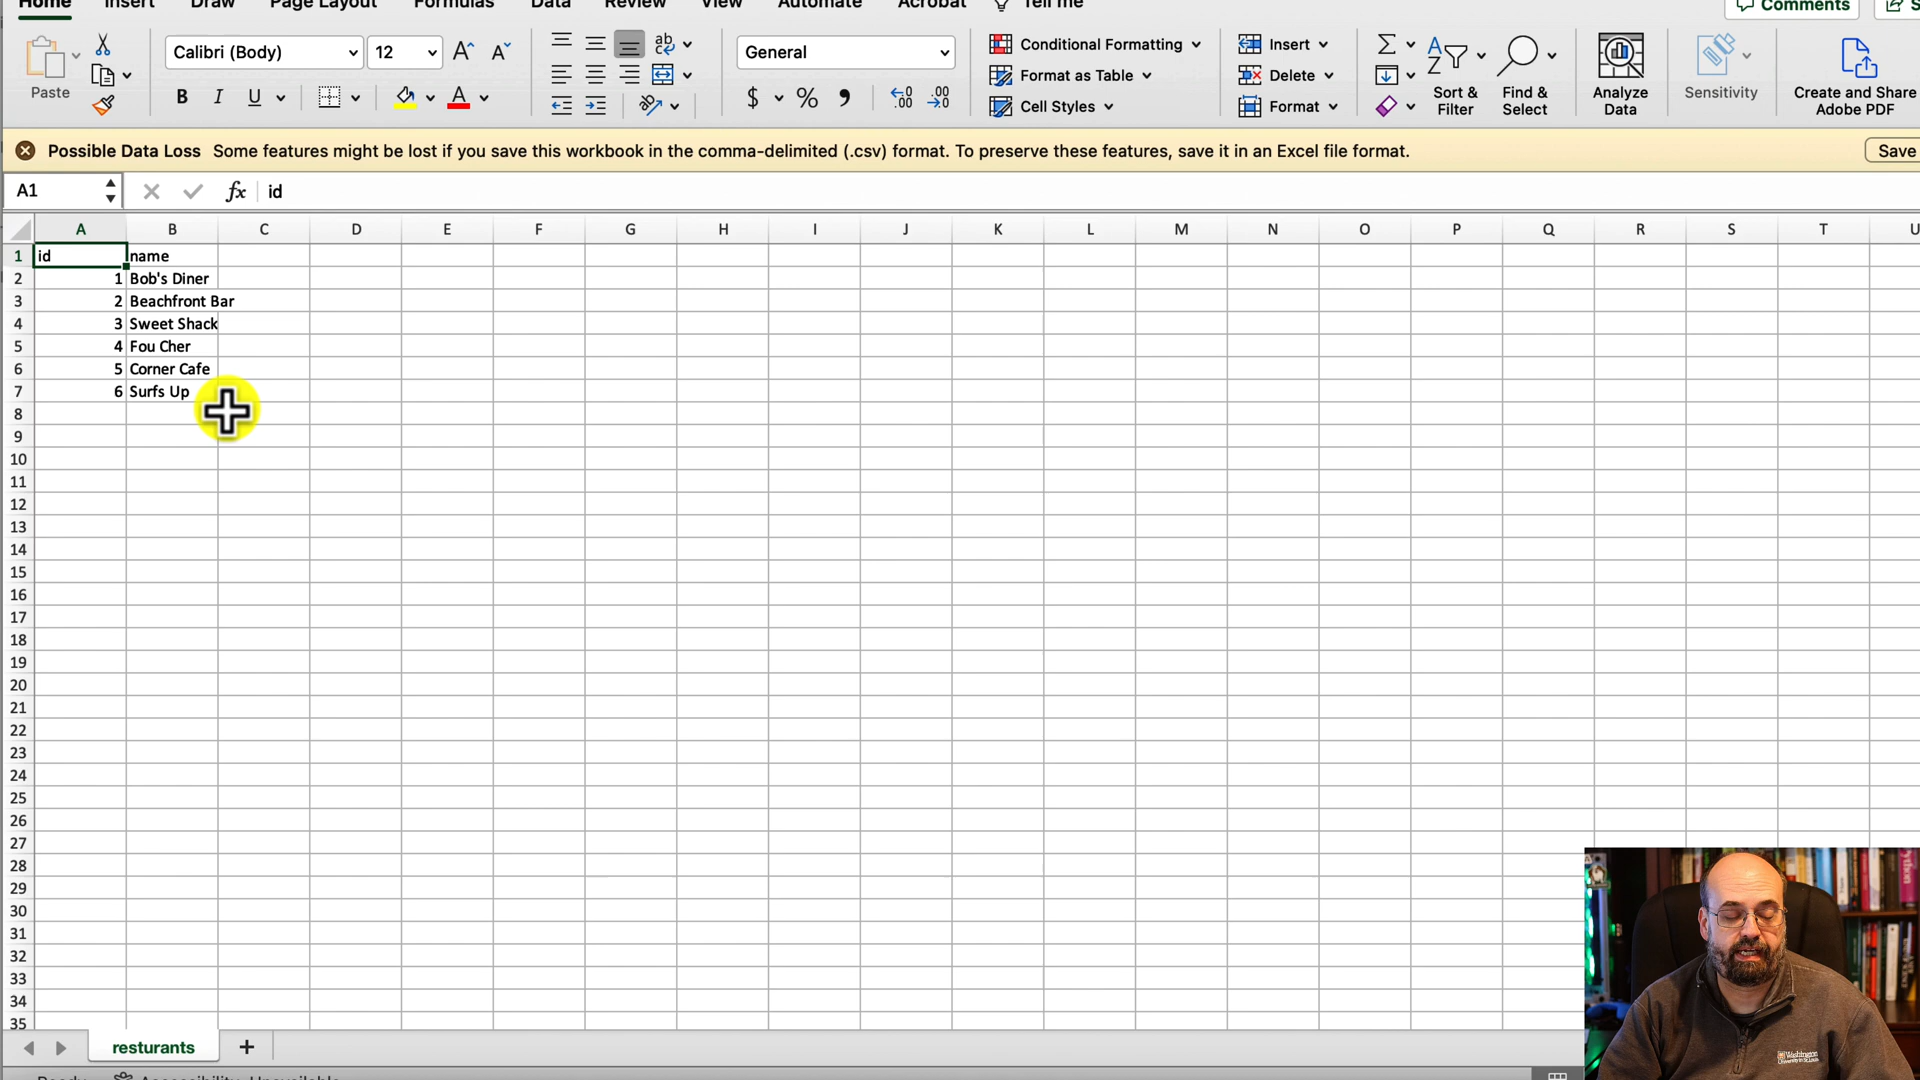 Home Insert Draw Page Layout Formulas Data Review View Automate Acrobat Tell me Comments
Paste Calibri (Body) 12 General Conditional Formatting Format as Table Cell Styles Insert Delete Format Sort & Filter Find & Select Analyze Data Sensitivity Create and Share Adobe PDF
Possible Data Loss Some features might be lost if you save this workbook in the comma-delimited (.csv) format. To preserve these features, save it in an Excel file format. Save
A1 fx id
A B C D E F G H I J K L M N O P Q R S T U
1 id name
2 1 Bob's Diner
3 2 Beachfront Bar
4 3 Sweet Shack
5 4 Fou Cher
6 5 Corner Cafe
7 6 Surfs Up
8
9
10
11
12
13
14
15
16
17
18
19
20
21
22
23
24
25
26
27
28
29
30
31
32
33
34
35
resturants +
Ready Accessibility: Unavailable
Washington